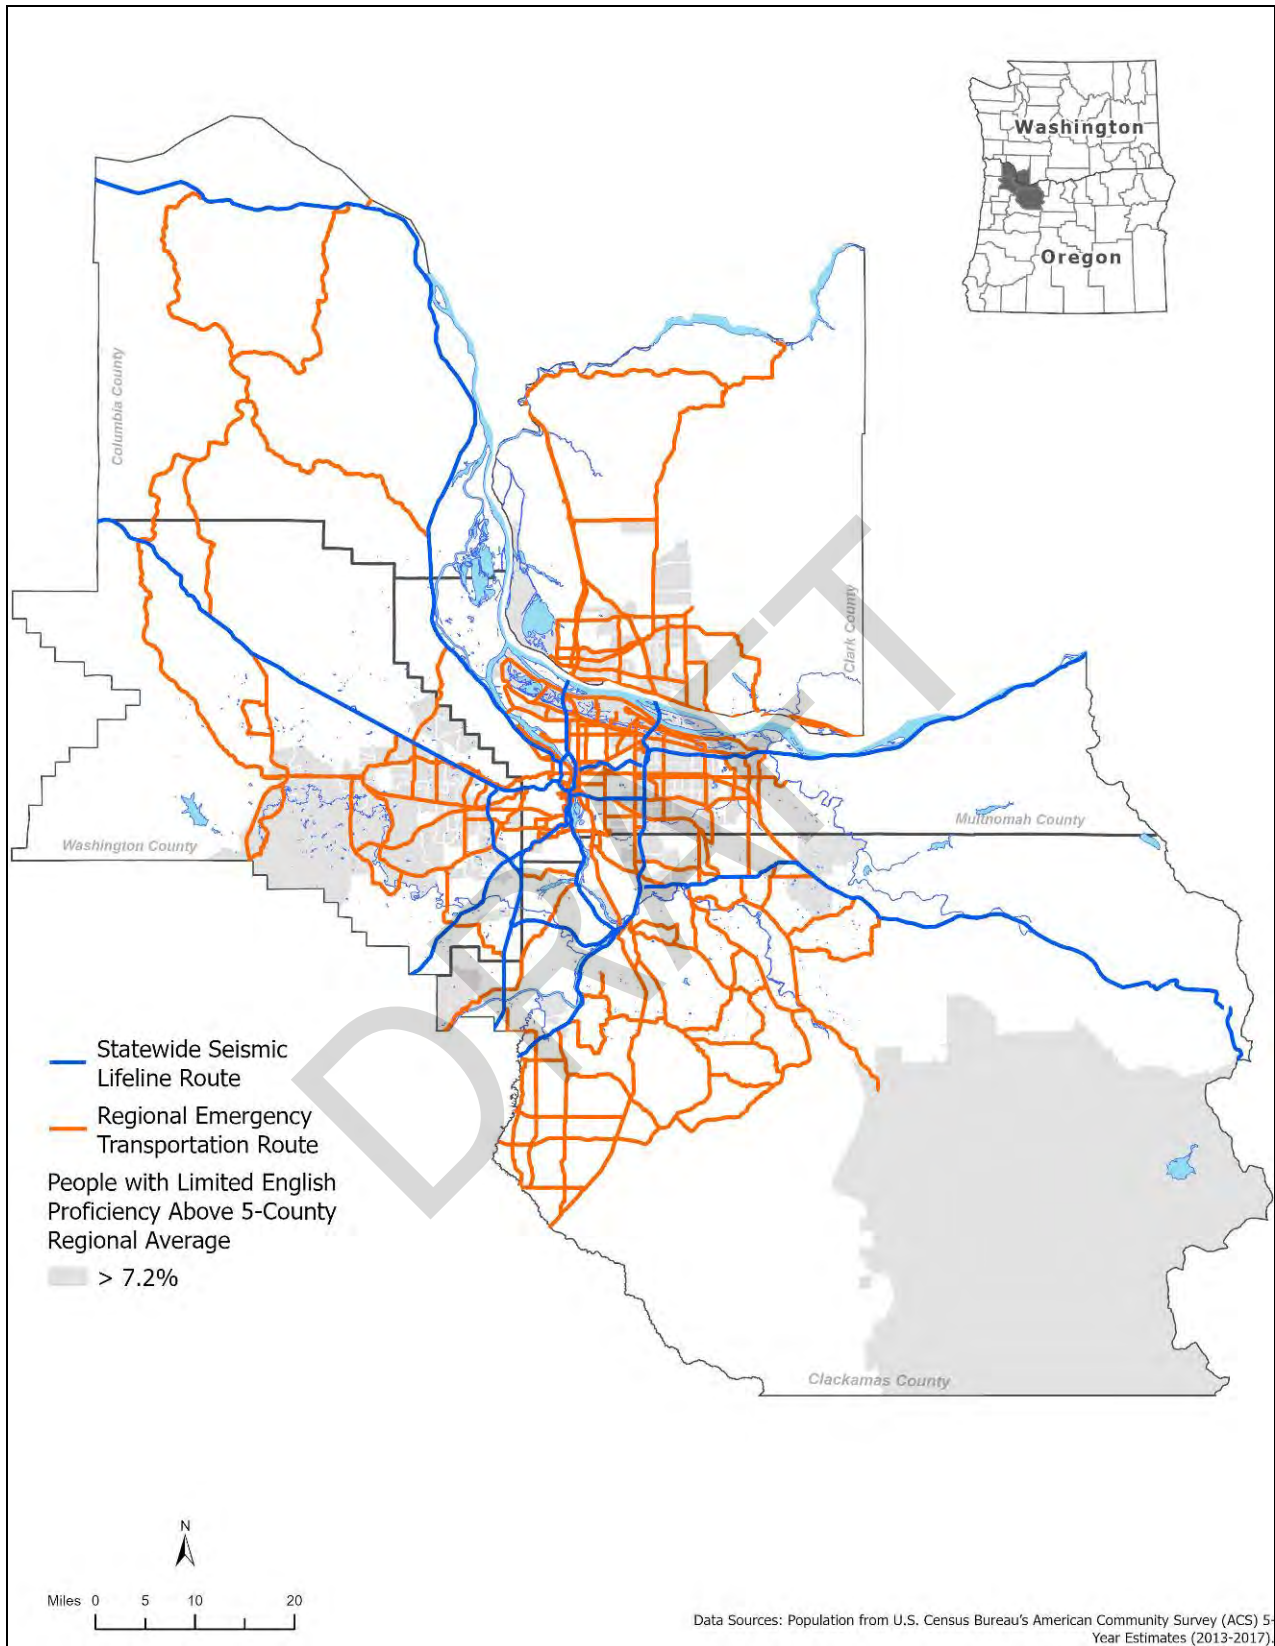 Washington
Oregon
Columbia County
Clark County
Multnomah County
Washington County
DRAFT
Statewide Seismic
Lifeline Route
Regional Emergency
Transportation Route
People with Limited English
Proficiency Above 5-County
Regional Average
> 7.2%
Clackamas County
N
Miles 0 5 10 20
Data Sources: Population from U.S. Census Bureau's American Community Survey (ACS) 5-
Year Estimates (2013-2017).